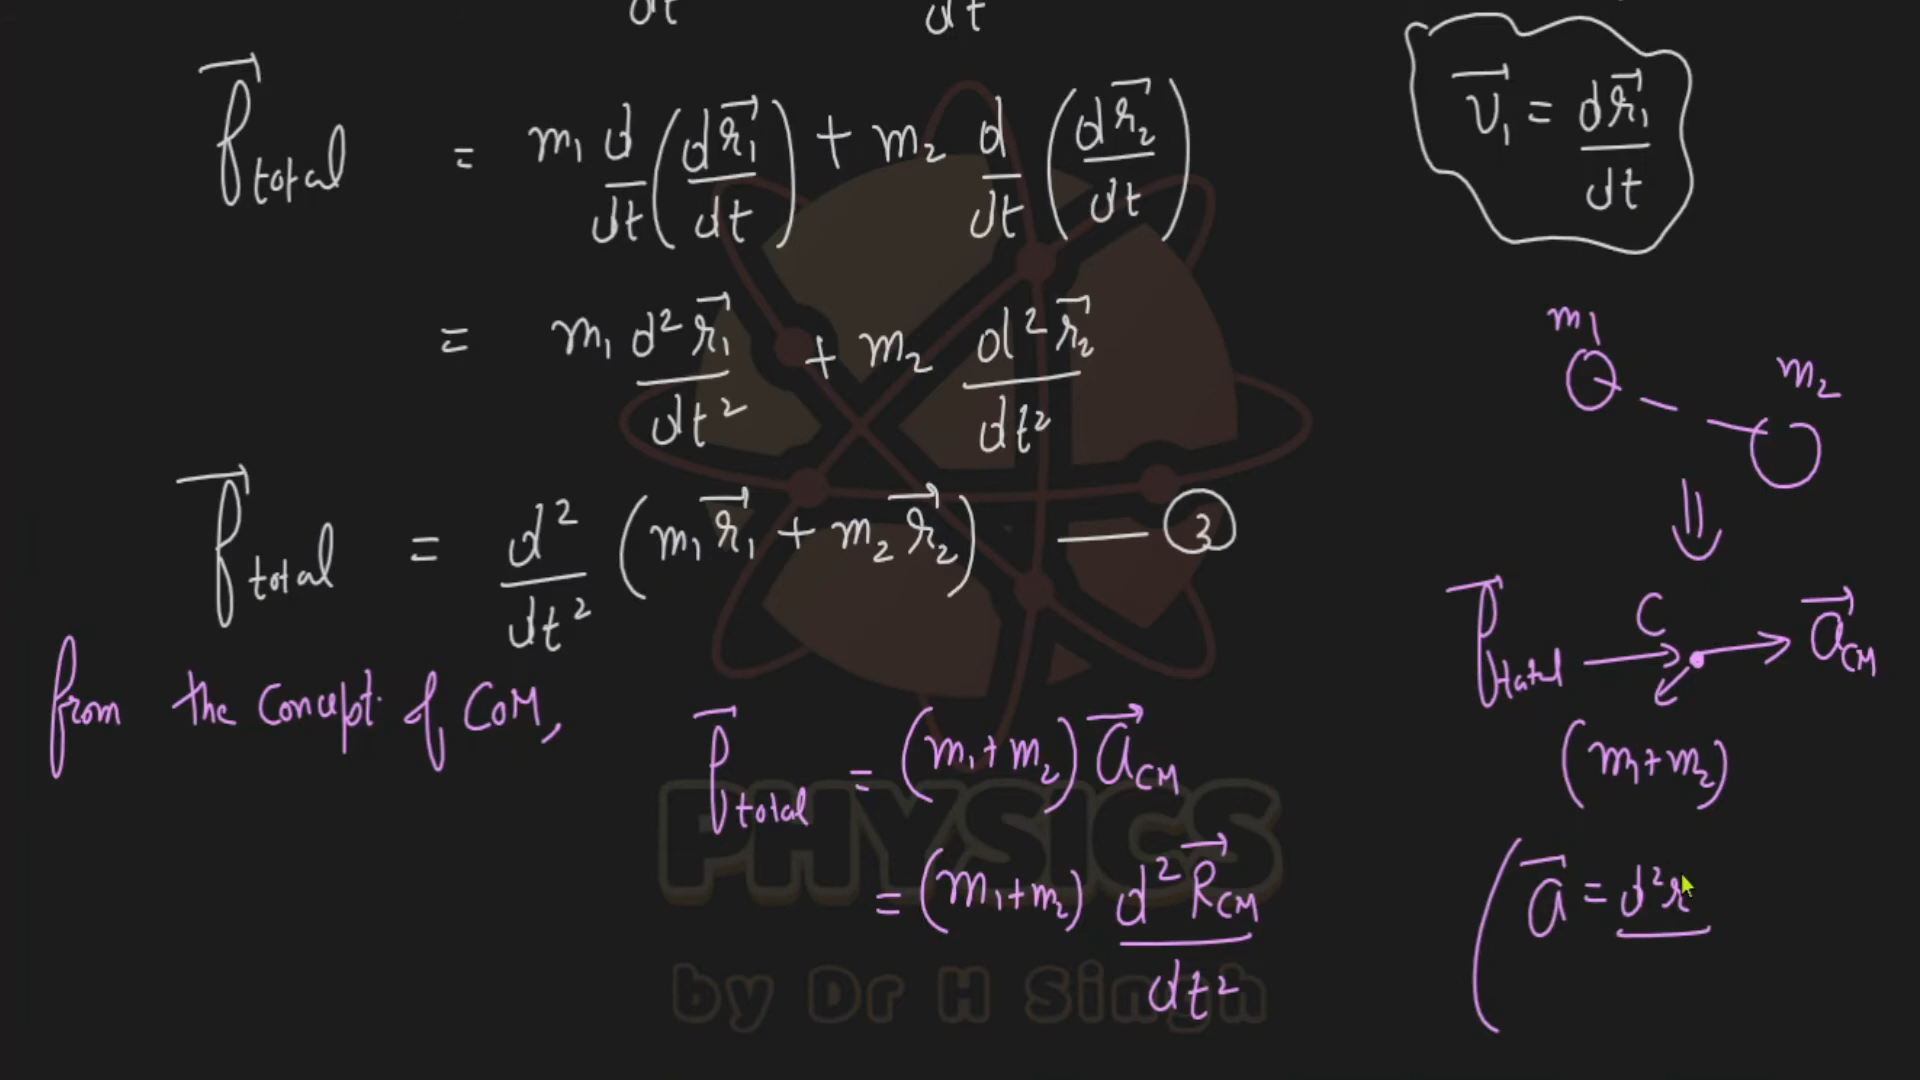 dt dt
f⃗total = m₁ d/dt (dr⃗₁/dt) + m₂ d/dt (dr⃗₂/dt)
v⃗₁ = dr⃗₁/dt
= m₁ d²r⃗₁/dt² + m₂ d²r⃗₂/dt²
m₁
m₂
f⃗total = d²/dt² (m₁r⃗₁ + m₂r⃗₂) — ③
f⃗total C a⃗CM
(m₁+m₂)
from the concept of CoM,
f⃗total = (m₁+m₂) a⃗CM
= (m₁+m₂) d²R⃗CM/dt²
(a⃗ = d²r
PHYSICS
by Dr H Singh